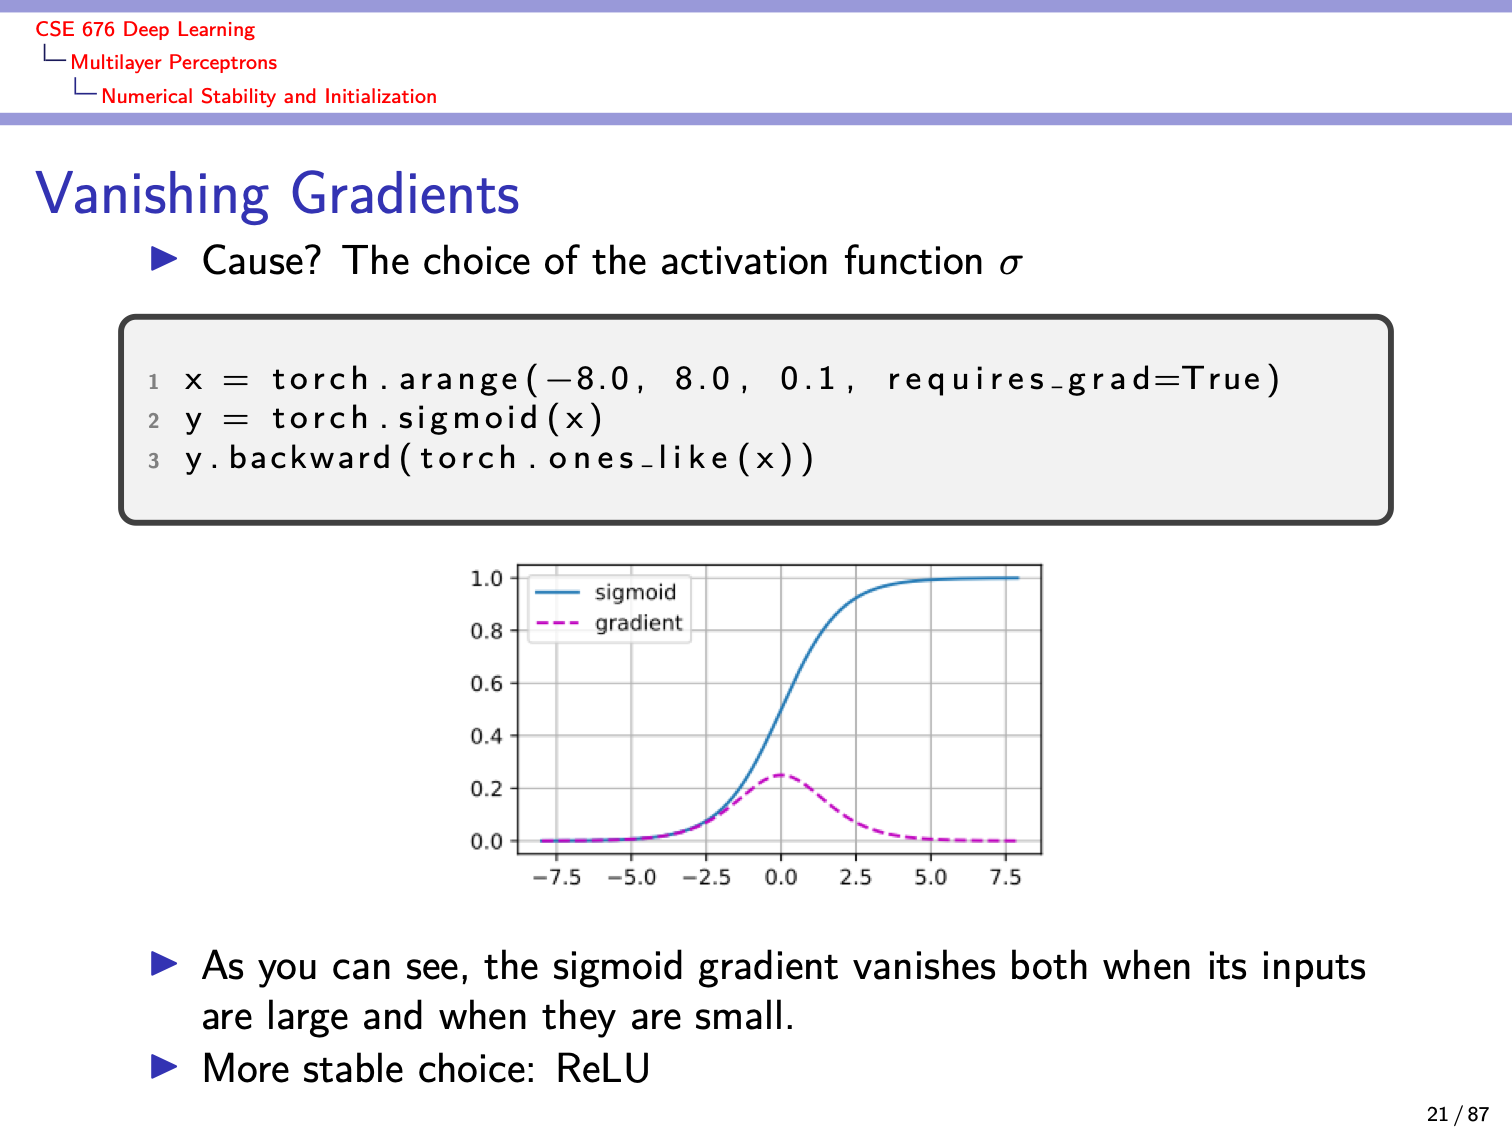 CSE 676 Deep Learning
Multilayer Perceptrons
Numerical Stability and Initialization
Vanishing Gradients
▶ Cause? The choice of the activation function σ
1 x = torch.arange(−8.0, 8.0, 0.1, requires_grad=True)
2 y = torch.sigmoid(x)
3 y.backward(torch.ones_like(x))
1.0
sigmoid
gradient
0.8
0.6
0.4
0.2
0.0
−7.5 −5.0 −2.5 0.0 2.5 5.0 7.5
▶ As you can see, the sigmoid gradient vanishes both when its inputs
are large and when they are small.
▶ More stable choice: ReLU
21 / 87